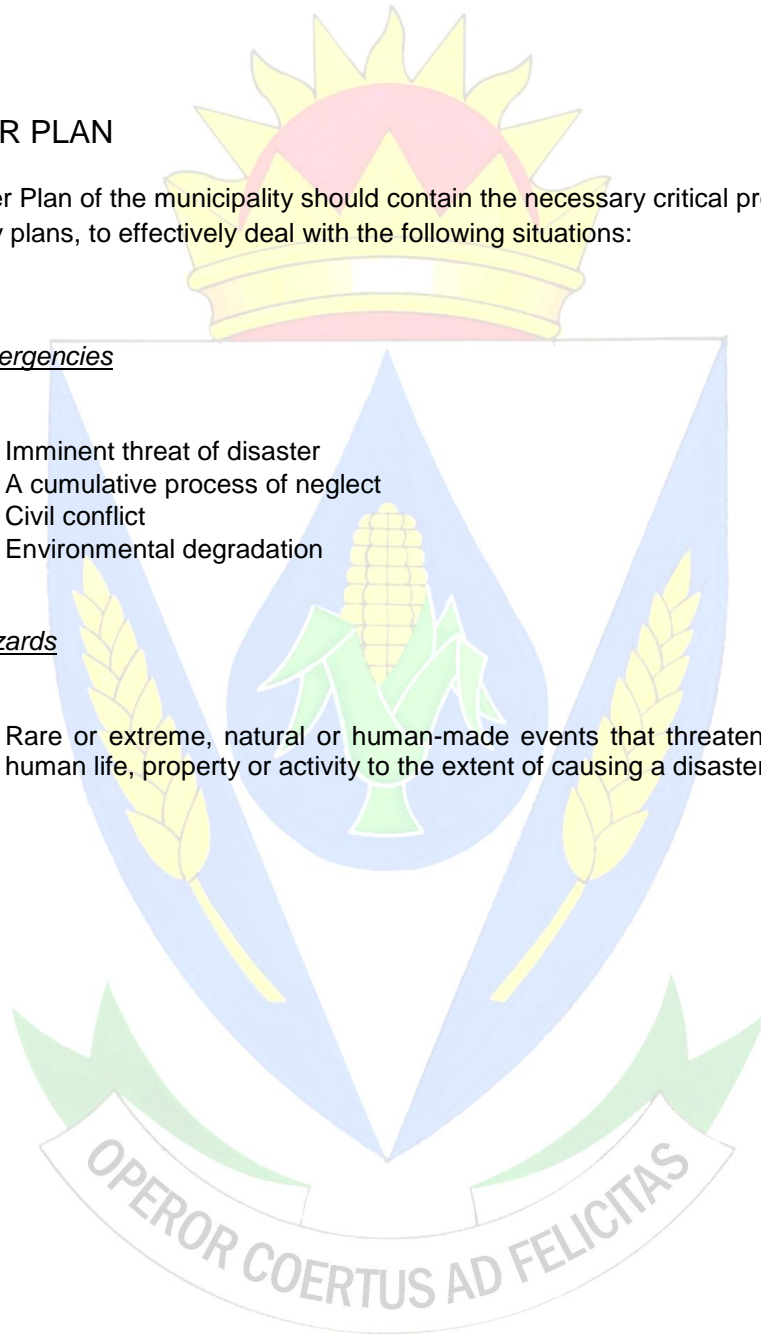 R PLAN
er Plan of the municipality should contain the necessary critical pr
y plans, to effectively deal with the following situations:
ergencies
Imminent threat of disaster
A cumulative process of neglect
Civil conflict
Environmental degradation
zards
Rare or extreme, natural or human-made events that threaten
human life, property or activity to the extent of causing a disaster
OPEROR COERTUS AD FELICITAS